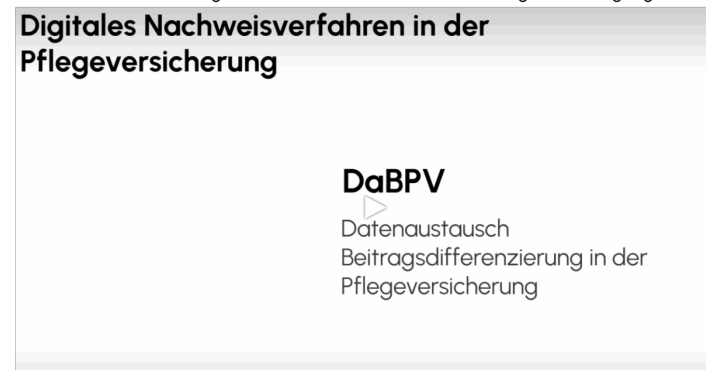 Digitales Nachweisverfahren in der
Pflegeversicherung
DaBPV
Datenaustausch
Beitragsdifferenzierung in der
Pflegeversicherung